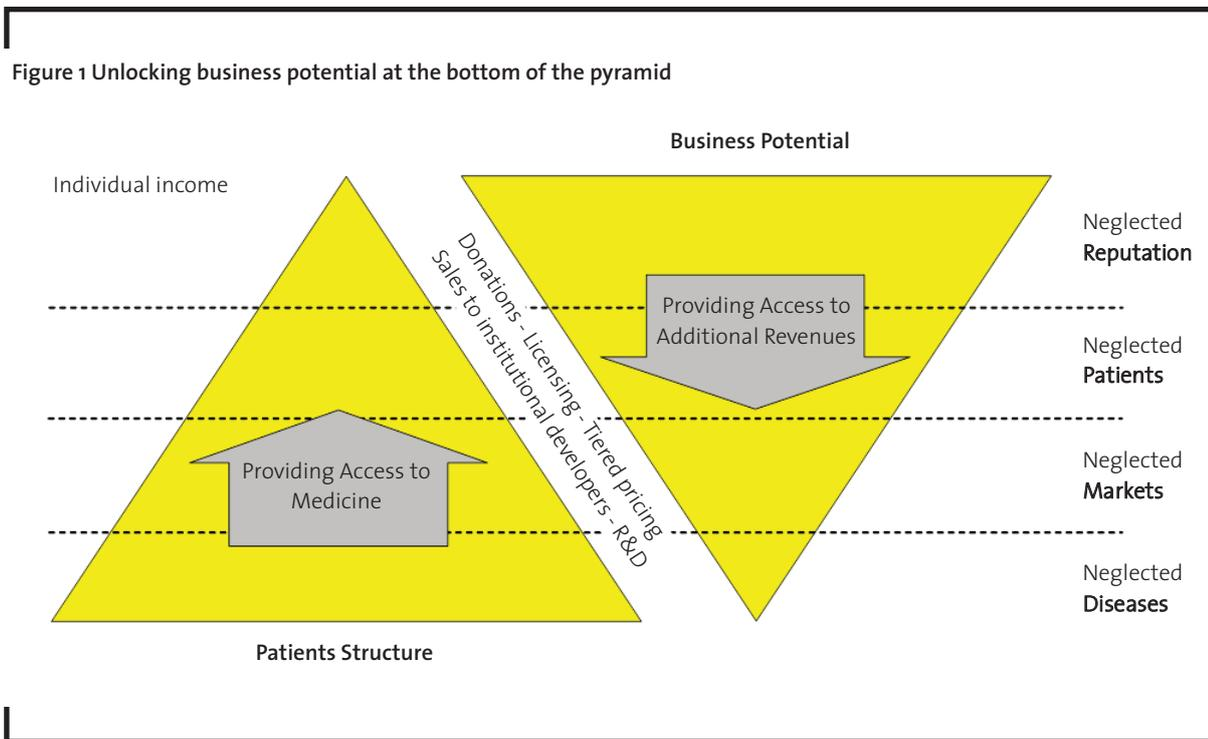 Figure 1 Unlocking business potential at the bottom of the pyramid
Business Potential
Individual income
Neglected
Reputation
Donations - Licensing - Tiered pricing
Sales to institutional developers - R&D
Providing Access to
Additional Revenues
Neglected
Patients
Providing Access to
Medicine
Neglected
Markets
Neglected
Diseases
Patients Structure